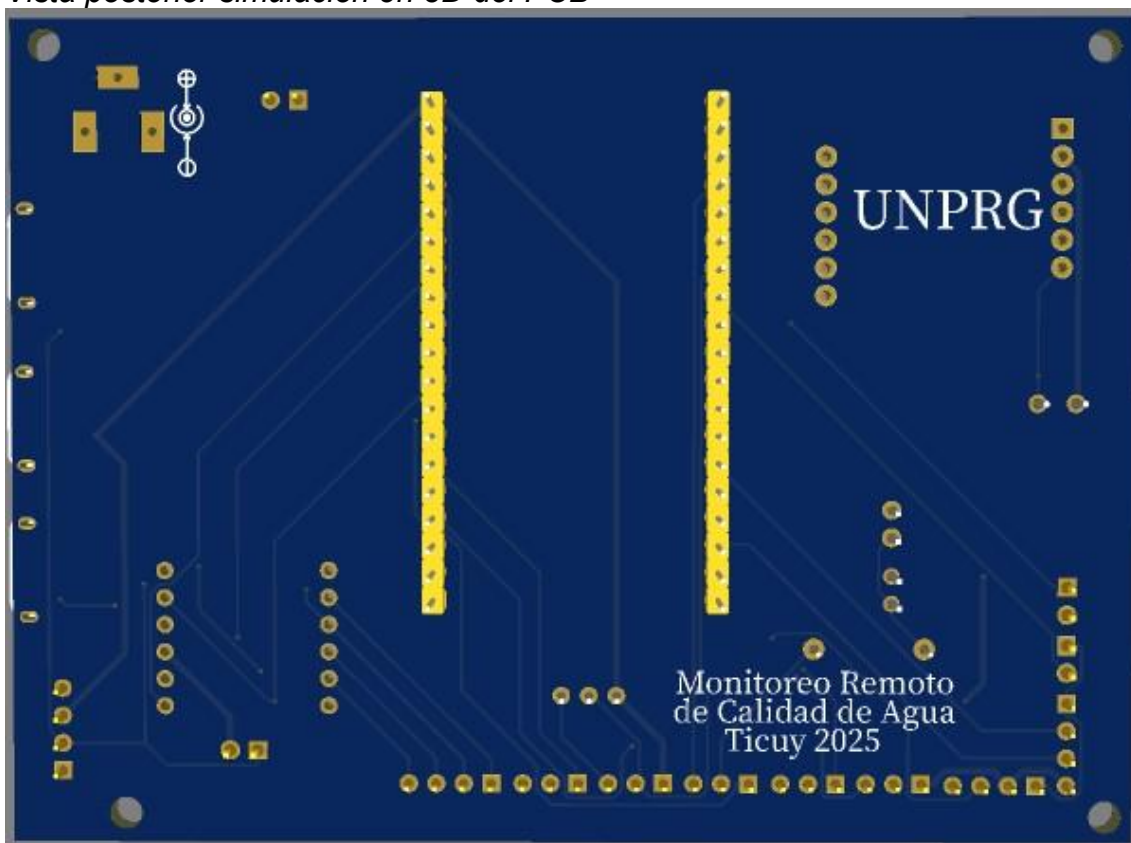 Vista posterior simulación en 3D del PCB
UNPRG
Monitoreo Remoto
de Calidad de Agua
Ticuy 2025